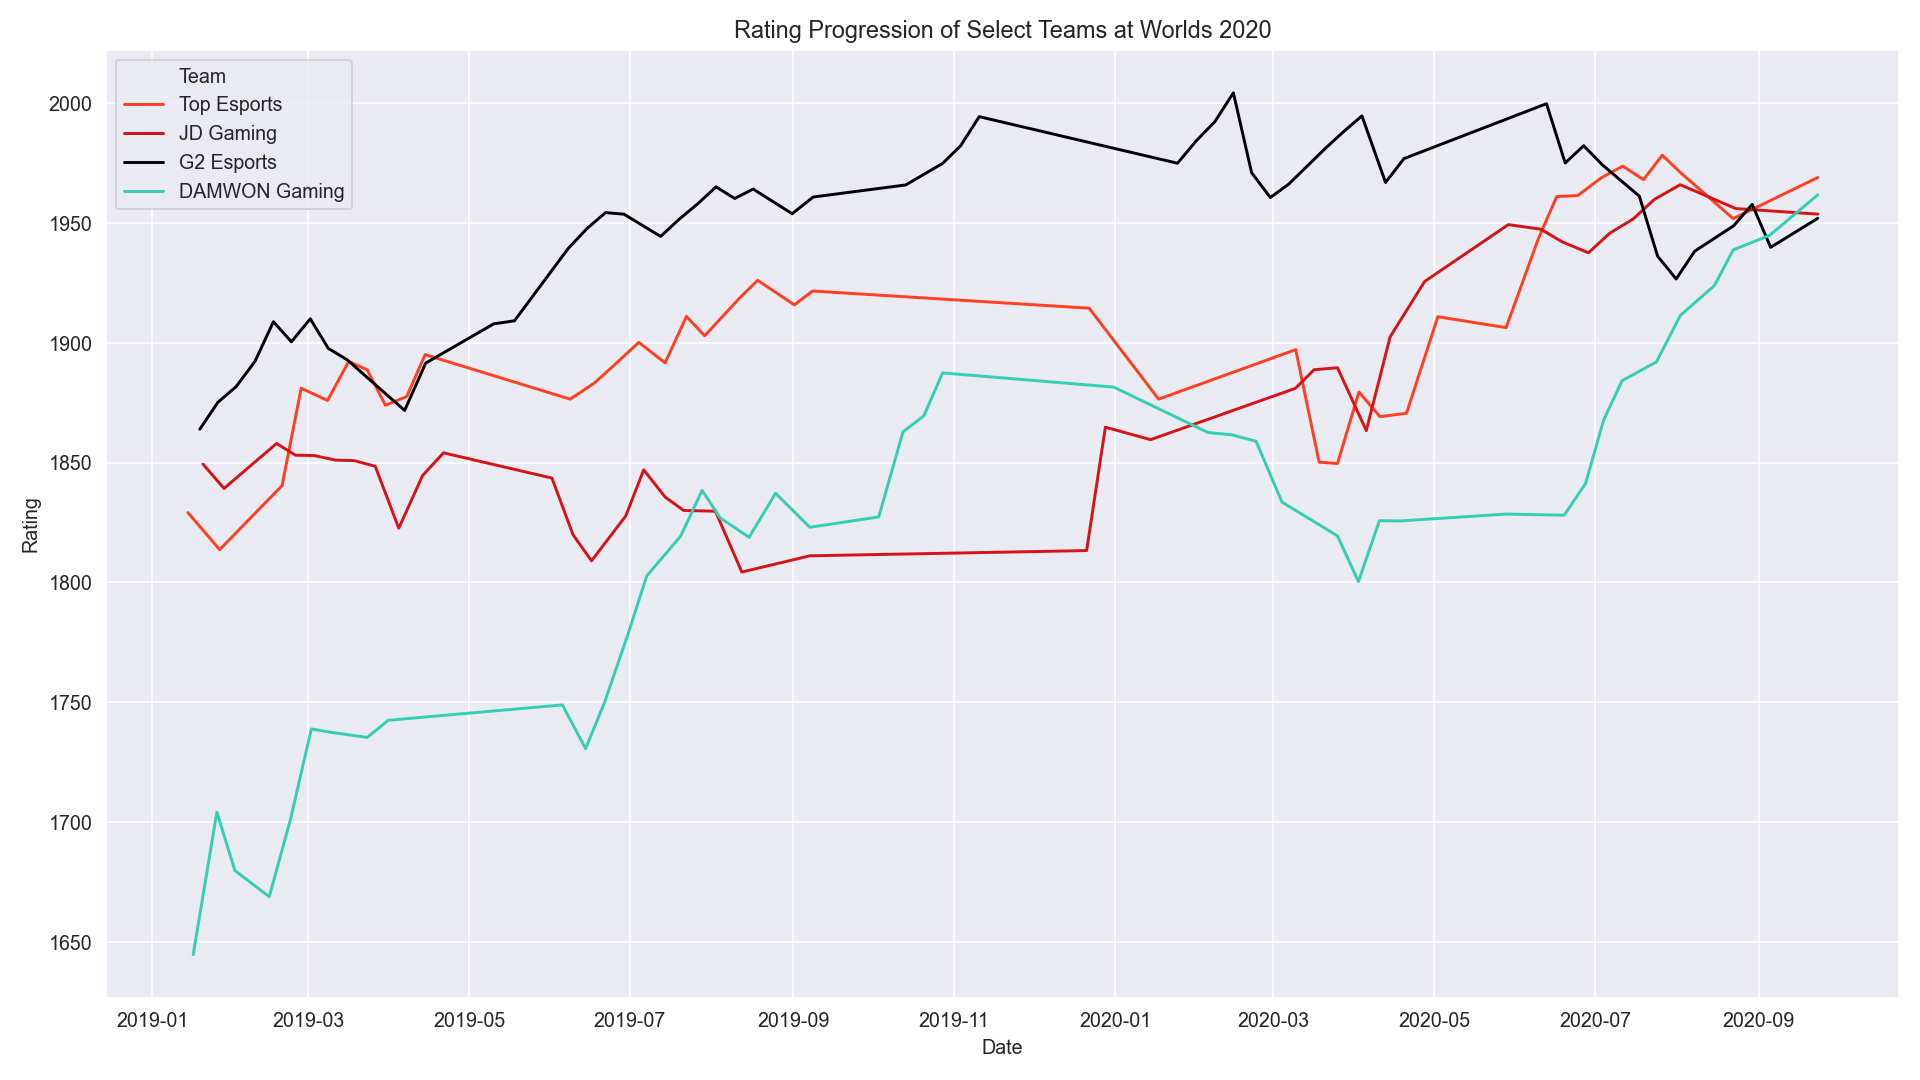 Rating Progression of Select Teams at Worlds 2020
Team
Top Esports
JD Gaming
G2 Esports
DAMWON Gaming
2000
1950
1900
1850
1800
1750
1700
1650
Rating
2019-01 2019-03 2019-05 2019-07 2019-09 2019-11 2020-01 2020-03 2020-05 2020-07 2020-09
Date